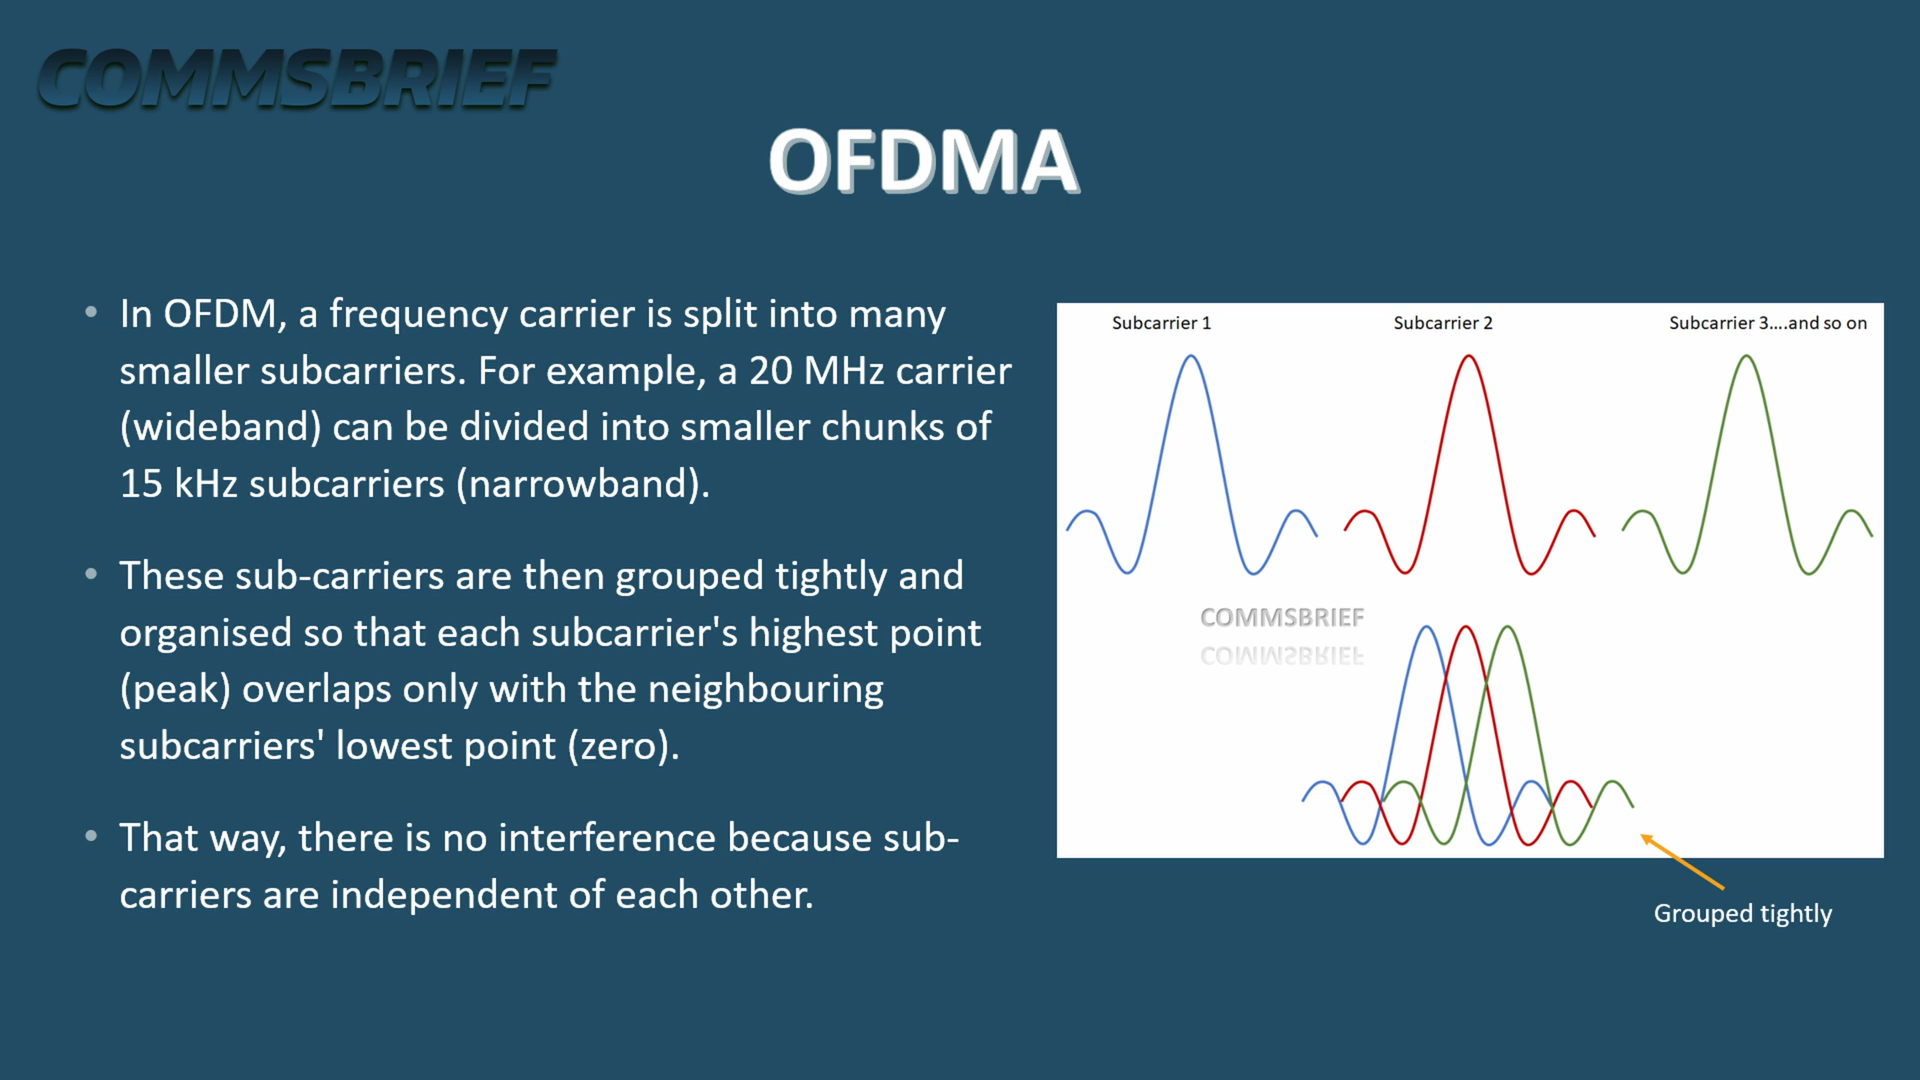 COMMSBRIEF
OFDMA
• In OFDM, a frequency carrier is split into many
smaller subcarriers. For example, a 20 MHz carrier
(wideband) can be divided into smaller chunks of
15 kHz subcarriers (narrowband).
• These sub-carriers are then grouped tightly and
organised so that each subcarrier's highest point
(peak) overlaps only with the neighbouring
subcarriers' lowest point (zero).
• That way, there is no interference because sub-
carriers are independent of each other.
Subcarrier 1
Subcarrier 2
Subcarrier 3....and so on
COMMSBRIEF
Grouped tightly